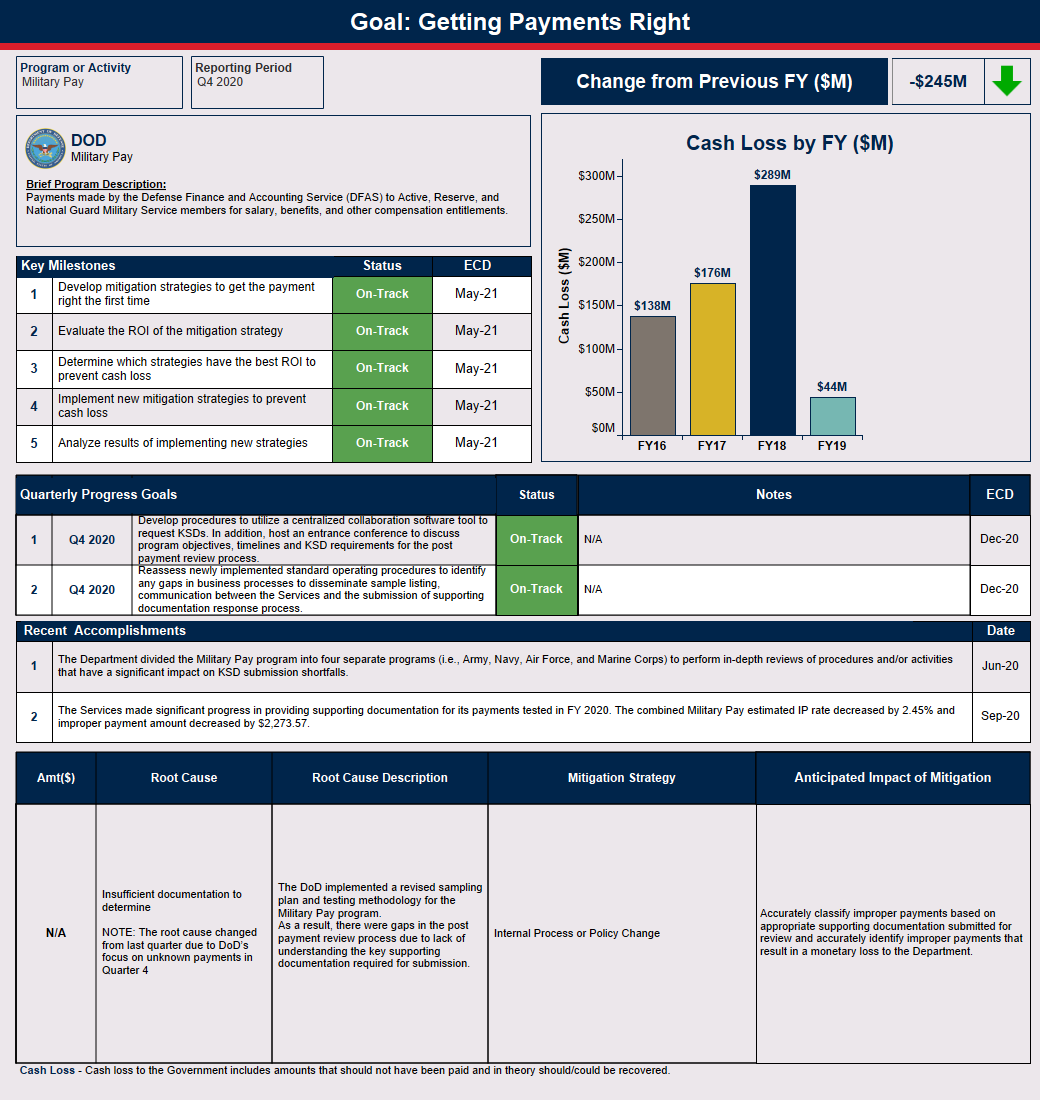 Goal: Getting Payments Right
Program or Activity
Military Pay
Reporting Period
Q4 2020
Change from Previous FY ($M)
-$245M
DOD
Military Pay
Brief Program Description:
Payments made by the Defense Finance and Accounting Service (DFAS) to Active, Reserve, and
National Guard Military Service members for salary, benefits, and other compensation entitlements.
Cash Loss by FY ($M)
Cash Loss ($M)
$300M
$250M
$200M
$150M
$100M
$50M
$0M
$138M
$176M
$289M
$44M
FY16
FY17
FY18
FY19
Key Milestones
Status
ECD
1
Develop mitigation strategies to get the payment
right the first time
On-Track
May-21
2
Evaluate the ROI of the mitigation strategy
On-Track
May-21
3
Determine which strategies have the best ROI to
prevent cash loss
On-Track
May-21
4
Implement new mitigation strategies to prevent
cash loss
On-Track
May-21
5
Analyze results of implementing new strategies
On-Track
May-21
Quarterly Progress Goals
Status
Notes
ECD
1
Q4 2020
Develop procedures to utilize a centralized collaboration software tool to
request KSDs. In addition, host an entrance conference to discuss
program objectives, timelines and KSD requirements for the post
payment review process.
On-Track
N/A
Dec-20
2
Q4 2020
Reassess newly implemented standard operating procedures to identify
any gaps in business processes to disseminate sample listing,
communication between the Services and the submission of supporting
documentation response process.
On-Track
N/A
Dec-20
Recent Accomplishments
Date
1
The Department divided the Military Pay program into four separate programs (i.e., Army, Navy, Air Force, and Marine Corps) to perform in-depth reviews of procedures and/or activities
that have a significant impact on KSD submission shortfalls.
Jun-20
2
The Services made significant progress in providing supporting documentation for its payments tested in FY 2020. The combined Military Pay estimated IP rate decreased by 2.45% and
improper payment amount decreased by $2,273.57.
Sep-20
Amt($)
Root Cause
Root Cause Description
Mitigation Strategy
Anticipated Impact of Mitigation
N/A
Insufficient documentation to
determine
NOTE: The root cause changed
from last quarter due to DoD's
focus on unknown payments in
Quarter 4
The DoD implemented a revised sampling
plan and testing methodology for the
Military Pay program.
As a result, there were gaps in the post
payment review process due to lack of
understanding the key supporting
documentation required for submission.
Internal Process or Policy Change
Accurately classify improper payments based on
appropriate supporting documentation submitted for
review and accurately identify improper payments that
result in a monetary loss to the Department.
Cash Loss - Cash loss to the Government includes amounts that should not have been paid and in theory should/could be recovered.